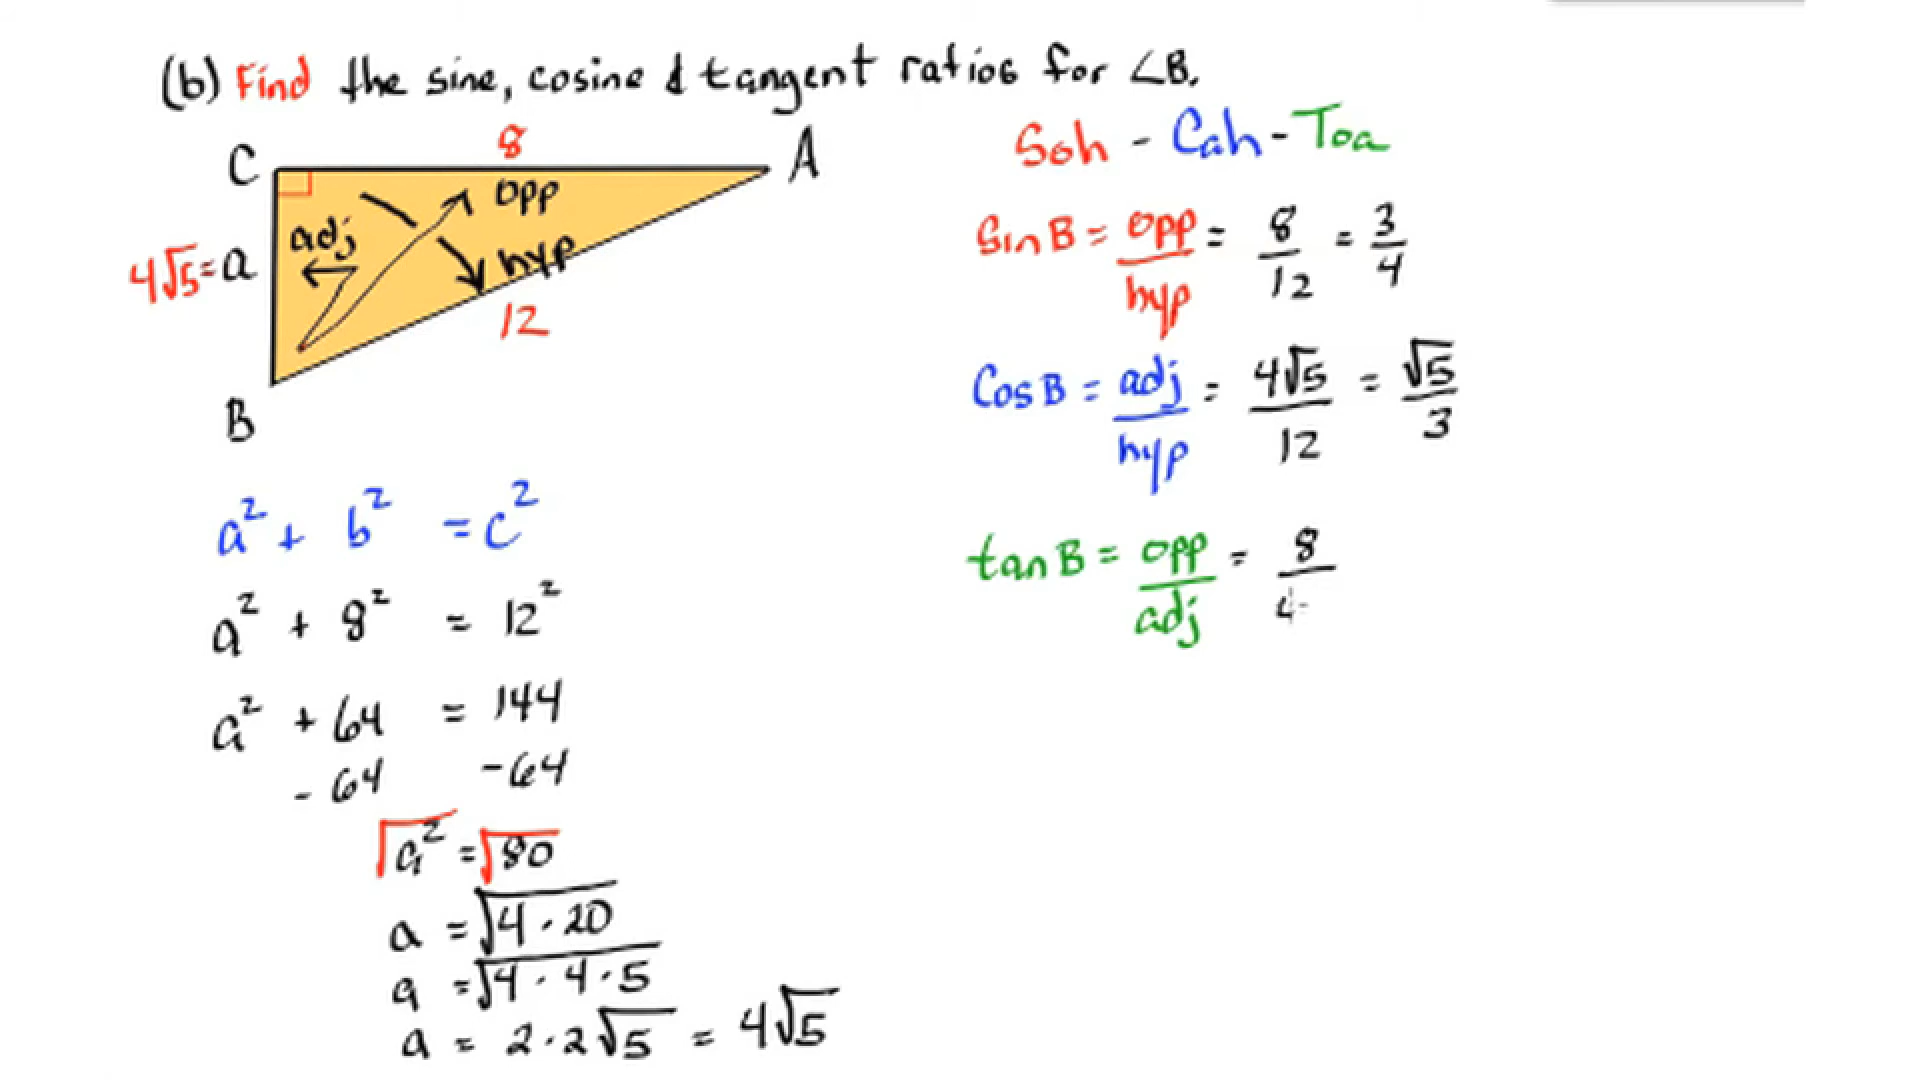 (b) Find the sine, cosine & tangent ratios for ∠B.
Soh - Cah - Toa
C 8 A
opp
adj
4√5 = a
hyp
12
B
sin B = opp/hyp = 8/12 = 3/4
Cos B = adj/hyp = 4√5/12 = √5/3
tan B = opp/adj = 8/4
a² + b² = c²
a² + 8² = 12²
a² + 64 = 144
- 64 -64
√a² = √80
a = √4 · 20
a = √4 · 4 · 5
a = 2 · 2√5 = 4√5